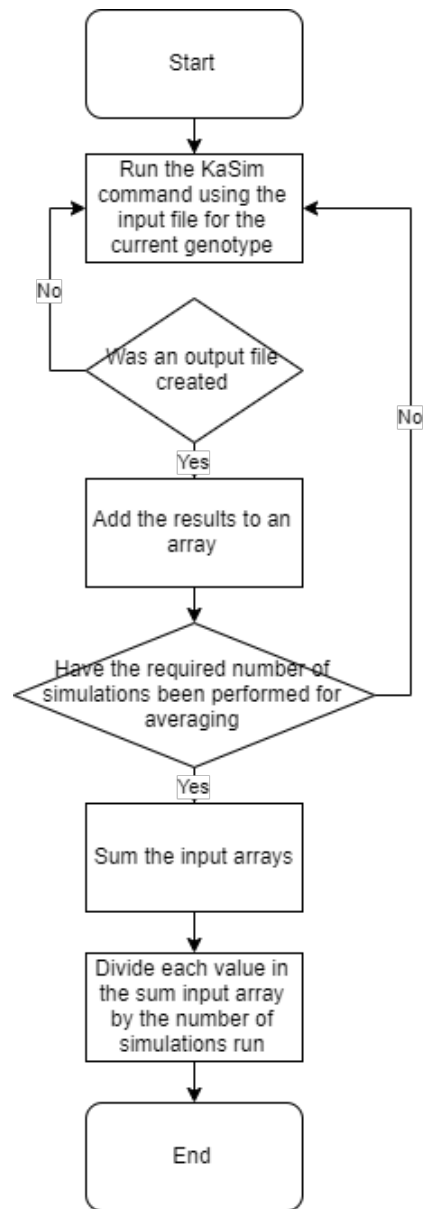 Start
Run the KaSim
command using the
input file for the
current genotype
No
Was an output file
created
No
Yes
Add the results to an
array
Have the required number of
simulations been performed for
averaging
Yes
Sum the input arrays
Divide each value in
the sum input array
by the number of
simulations run
End